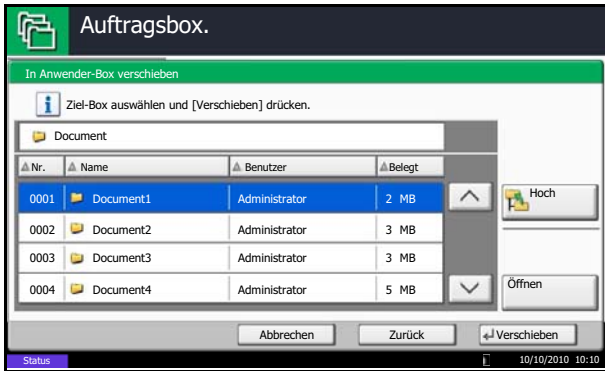 Auftragsbox.
In Anwender-Box verschieben
Ziel-Box auswählen und [Verschieben] drücken.
Document
Nr. Name Benutzer Belegt
0001 Document1 Administrator 2 MB
Hoch
0002 Document2 Administrator 3 MB
0003 Document3 Administrator 3 MB
0004 Document4 Administrator 5 MB
Öffnen
Abbrechen Zurück Verschieben
Status 10/10/2010 10:10